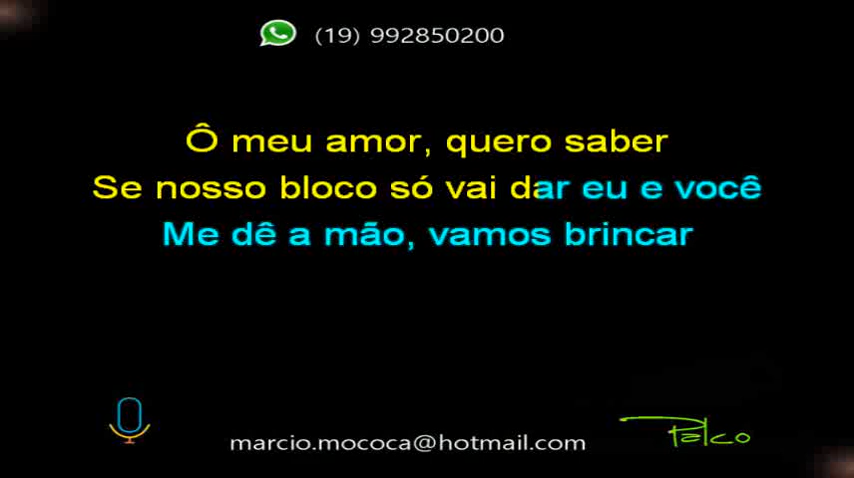 (19) 992850200
Ô meu amor, quero saber
Se nosso bloco só vai dar eu e você
Me dê a mão, vamos brincar
marcio.mococa@hotmail.com
Palco